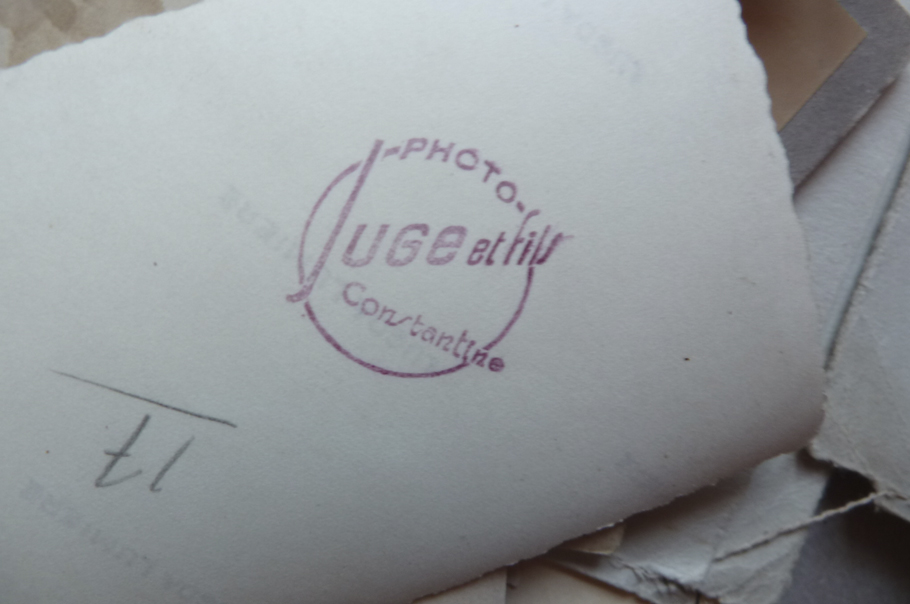 PHOTO
Juge et fils
Constantine
17